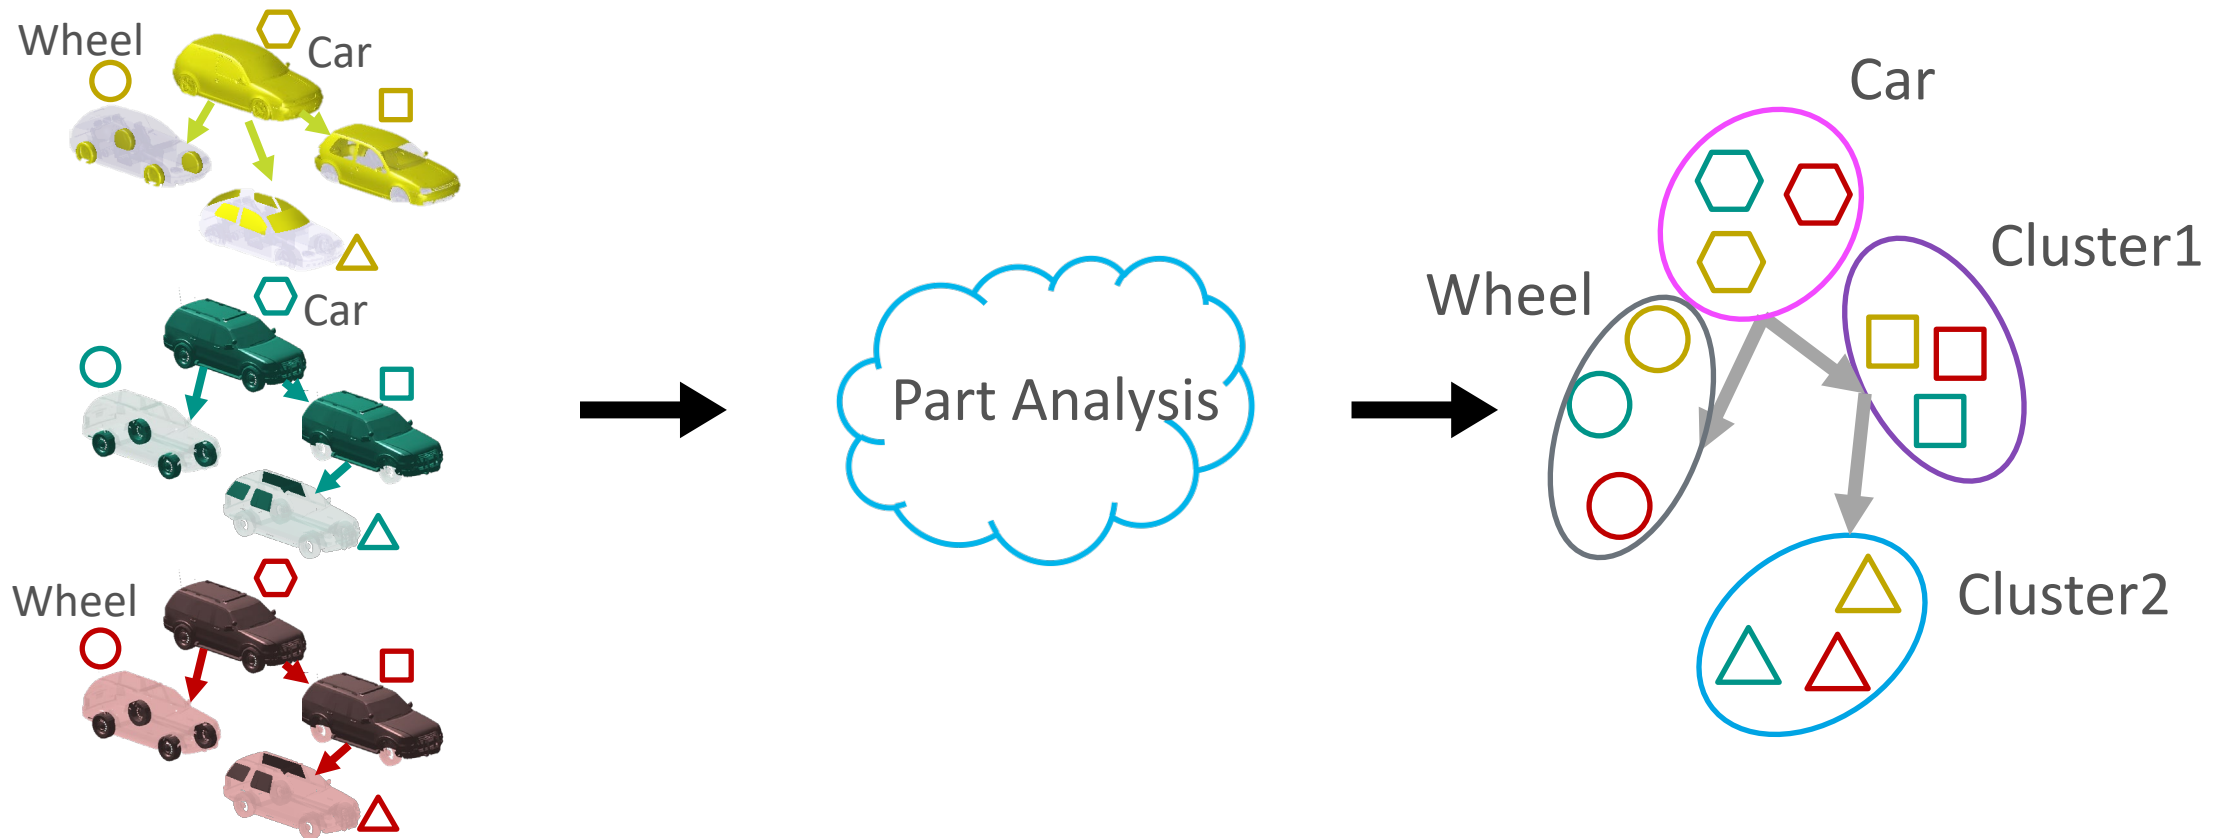 Wheel
Car
Car
Wheel
Part Analysis
Car
Cluster1
Wheel
Cluster2